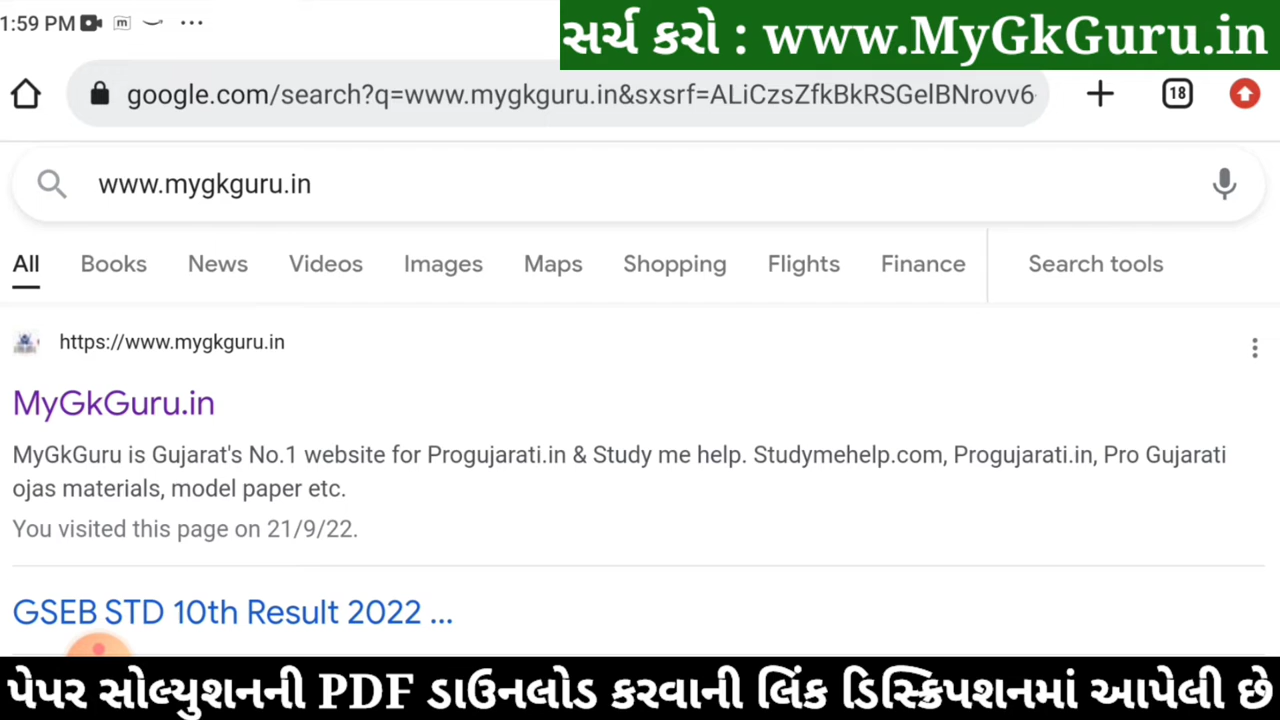 1:59 PM m ...
સર્ચ કરો : www.MyGkGuru.in
google.com/search?q=www.mygkguru.in&sxsrf=ALiCzsZfkBkRSGelBNrovv6
18
www.mygkguru.in
All Books News Videos Images Maps Shopping Flights Finance Search tools
https://www.mygkguru.in
MyGkGuru.in
MyGkGuru is Gujarat's No.1 website for Progujarati.in & Study me help. Studymehelp.com, Progujarati.in, Pro Gujarati
ojas materials, model paper etc.
You visited this page on 21/9/22.
GSEB STD 10th Result 2022 ...
પેપર સોલ્યુશનની PDF ડાઉનલોડ કરવાની લિંક ડિસ્ક્રિપશનમાં આપેલી છે